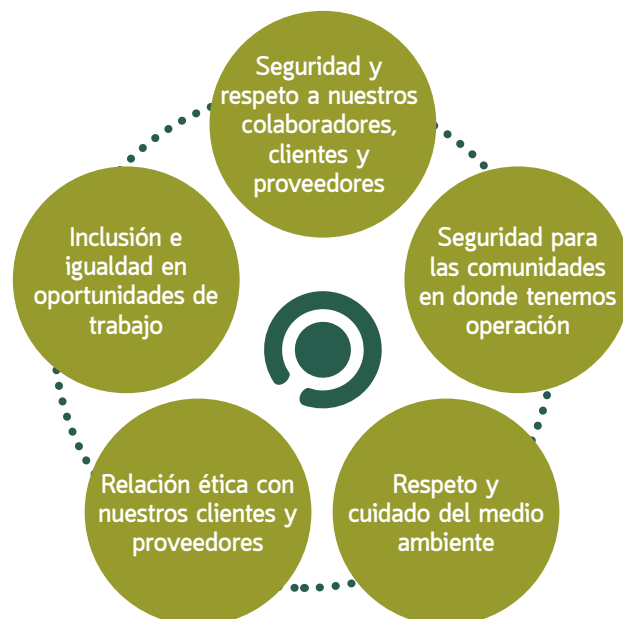 Seguridad y
respeto a nuestros
colaboradores,
clientes y
proveedores
Seguridad para
las comunidades
en donde tenemos
operación
Respeto y
cuidado del medio
ambiente
Relación ética con
nuestros clientes y
proveedores
Inclusión e
igualdad en
oportunidades de
trabajo